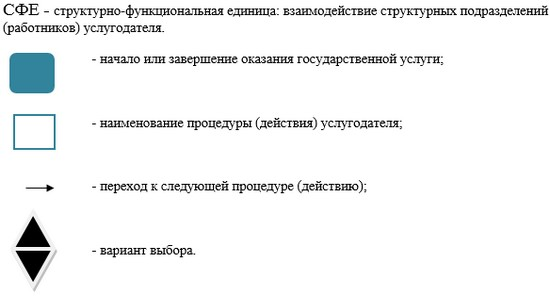 СФЕ – структурно-функциональная единица: взаимодействие структурных подразделений
(работников) услугодателя.
- начало или завершение оказания государственной услуги;
- наименование процедуры (действия) услугодателя;
- переход к следующей процедуре (действию);
- вариант выбора.